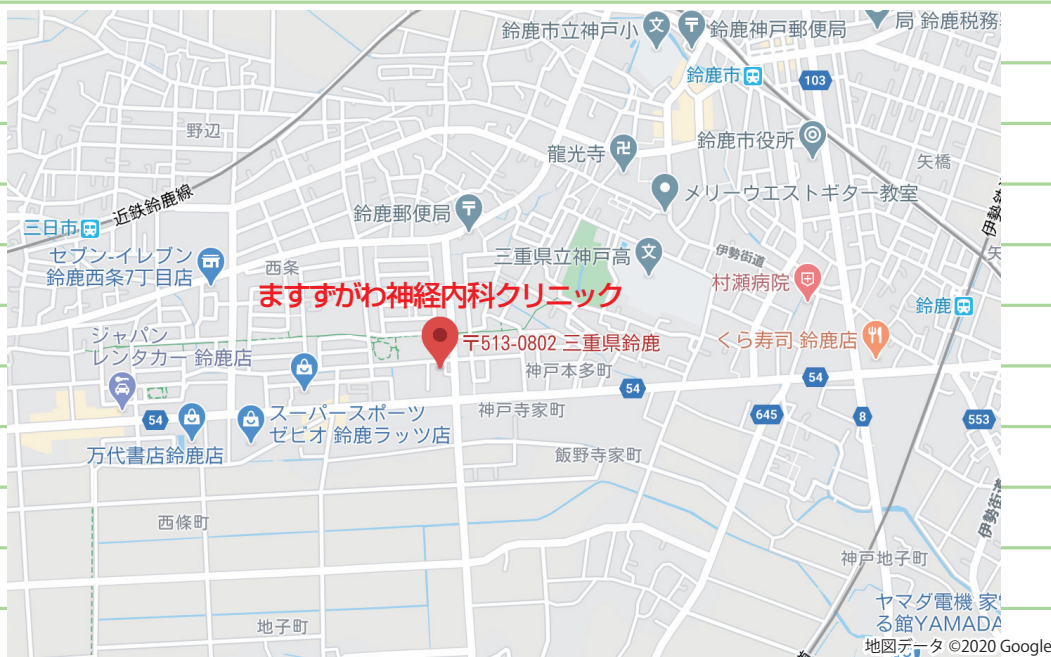 鈴鹿市立神戸小
鈴鹿神戸郵便局
局 鈴鹿税務
鈴鹿市
103
野辺
龍光寺
鈴鹿市役所
矢橋
近鉄鈴鹿線
メリーウエストギター教室
三日市
鈴鹿郵便局
セブン-イレブン
鈴鹿西条7丁目店
西条
三重県立神戸高
伊勢街道
伊勢鉄
矢
村瀬病院
ますずがわ神経内科クリニック
鈴鹿
ジャパン
レンタカー 鈴鹿店
〒513-0802 三重県鈴鹿
くら寿司 鈴鹿店
神戸本多町
54
54
54
神戸寺家町
645
8
553
スーパースポーツ
ゼビオ 鈴鹿ラッツ店
万代書店鈴鹿店
飯野寺家町
西條町
伊勢街道
神戸地子町
地子町
ヤマダ電機 家
る館YAMADA
地図データ ©2020 Google